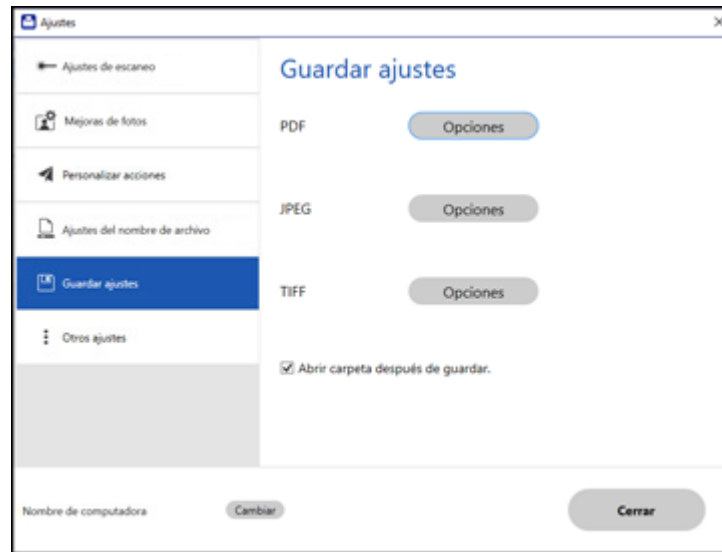 Ajustes
Ajustes de escaneo
Mejoras de fotos
Personalizar acciones
Ajustes del nombre de archivo
Guardar ajustes
Otros ajustes
Guardar ajustes
PDF Opciones
JPEG Opciones
TIFF Opciones
Abrir carpeta después de guardar.
Nombre de computadora Cambiar
Cerrar